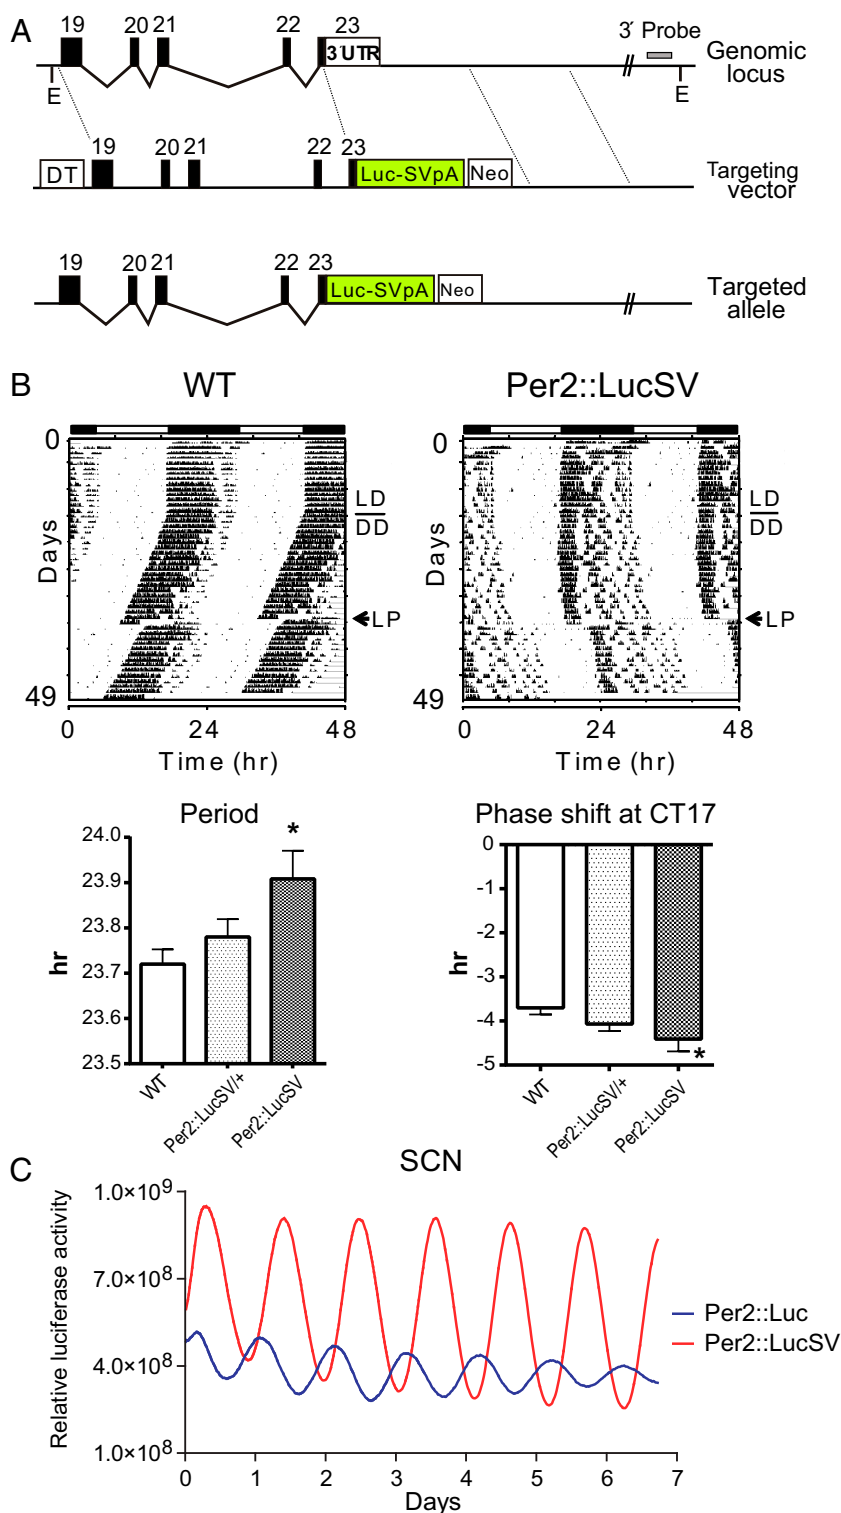 A
19 20 21 22 23
3′UTR
3′ Probe
Genomic
locus
E E
19 20 21 22 23
DT
Luc-SVpA
Neo
Targeting
vector
19 20 21 22 23
Luc-SVpA
Neo
Targeted
allele
B
WT
Per2::LucSV
0
LD
DD
LP
Days
49
0 24 48
Time (hr)
0
LD
DD
LP
Days
49
0 24 48
Time (hr)
Period
*
24.0
23.9
23.8
23.7
23.6
23.5
hr
WT
Per2::LucSV/+
Per2::LucSV
Phase shift at CT17
0
-1
-2
-3
-4
-5
hr
*
WT
Per2::LucSV/+
Per2::LucSV
C
SCN
1.0×10⁹
7.0×10⁸
4.0×10⁸
1.0×10⁸
Relative luciferase activity
Per2::Luc
Per2::LucSV
0 1 2 3 4 5 6 7
Days